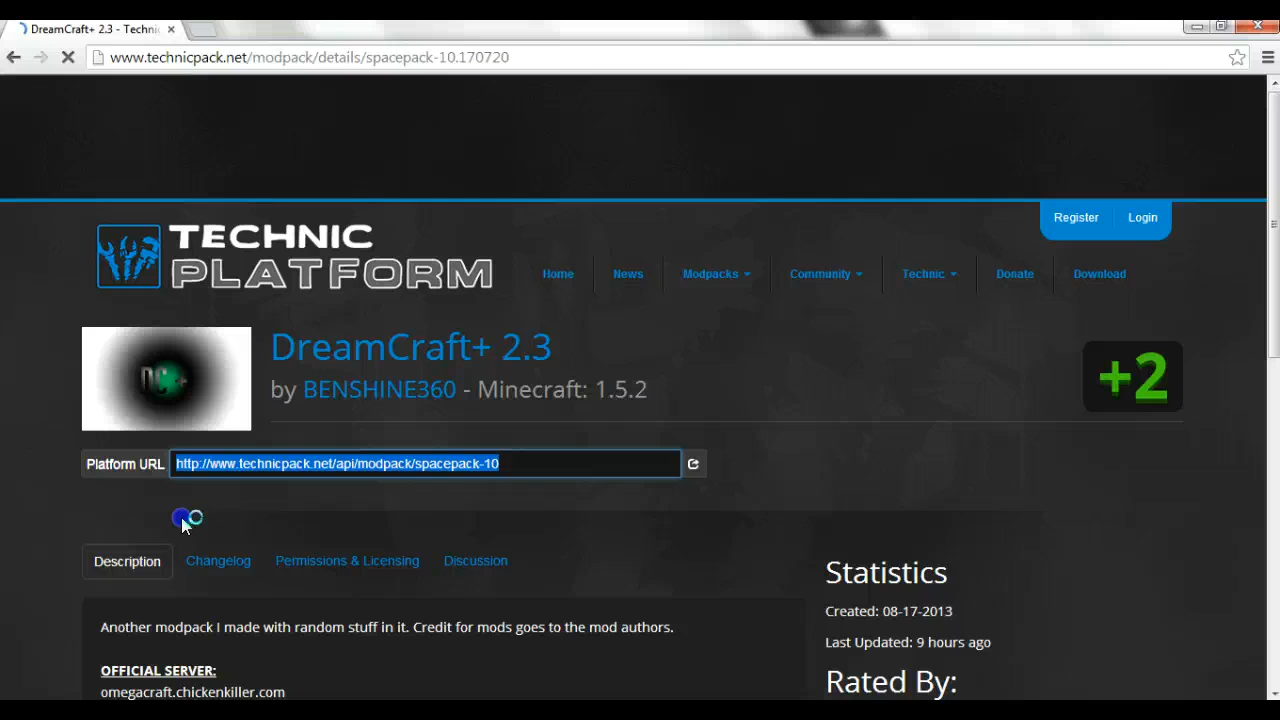 DreamCraft+ 2.3 - Techni
www.technicpack.net/modpack/details/spacepack-10.170720
Register Login
TECHNIC
PLATFORM
Home News Modpacks Community Technic Donate Download
DC+
DreamCraft+ 2.3
by BENSHINE360 - Minecraft: 1.5.2
+2
Platform URL http://www.technicpack.net/api/modpack/spacepack-10
Description Changelog Permissions & Licensing Discussion
Statistics
Created: 08-17-2013
Another modpack I made with random stuff in it. Credit for mods goes to the mod authors.
Last Updated: 9 hours ago
OFFICIAL SERVER:
Rated By:
omegacraft.chickenkiller.com